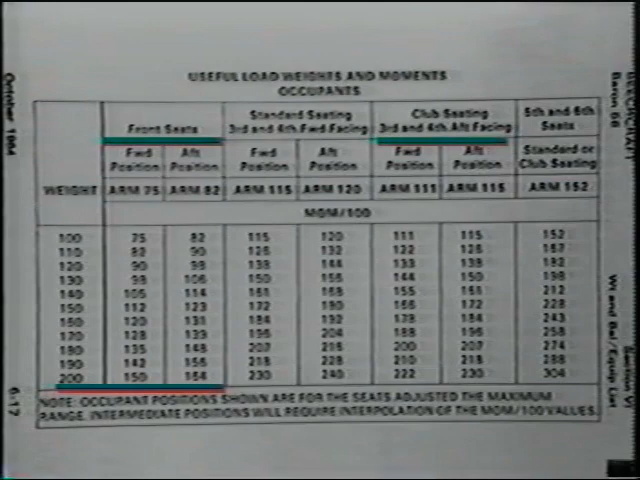 USEFUL LOAD WEIGHTS AND MOMENTS
OCCUPANTS
Front Seats
Standard Seating
3rd and 4th Fwd Facing
Club Seating
3rd and 4th Aft Facing
5th and 6th
Seats
Fwd Position
Aft Position
Fwd Position
Aft Position
Fwd Position
Aft Position
Standard or
Club Seating
WEIGHT ARM 75 ARM 82 ARM 115 ARM 120 ARM 111 ARM 115 ARM 152
MOM/100
100 75 82 115 120 111 115 152
110 82 90 126 132 122 126 167
120 90 98 138 144 133 138 182
130 98 106 150 156 144 150 198
140 105 114 161 168 155 161 212
150 112 123 172 180 166 172 228
160 120 131 184 192 178 184 243
170 128 139 196 204 188 196 258
180 135 148 207 216 200 207 274
190 142 156 218 228 210 218 288
200 150 164 230 240 222 230 304
NOTE: OCCUPANT POSITIONS SHOWN ARE FOR THE SEATS ADJUSTED THE MAXIMUM
RANGE. INTERMEDIATE POSITIONS WILL REQUIRE INTERPOLATION OF THE MOM/100 VALUES.
October 1984
6-17
BEECHCRAFT
Baron 58
Section VI
Wt and Bal/Equip List